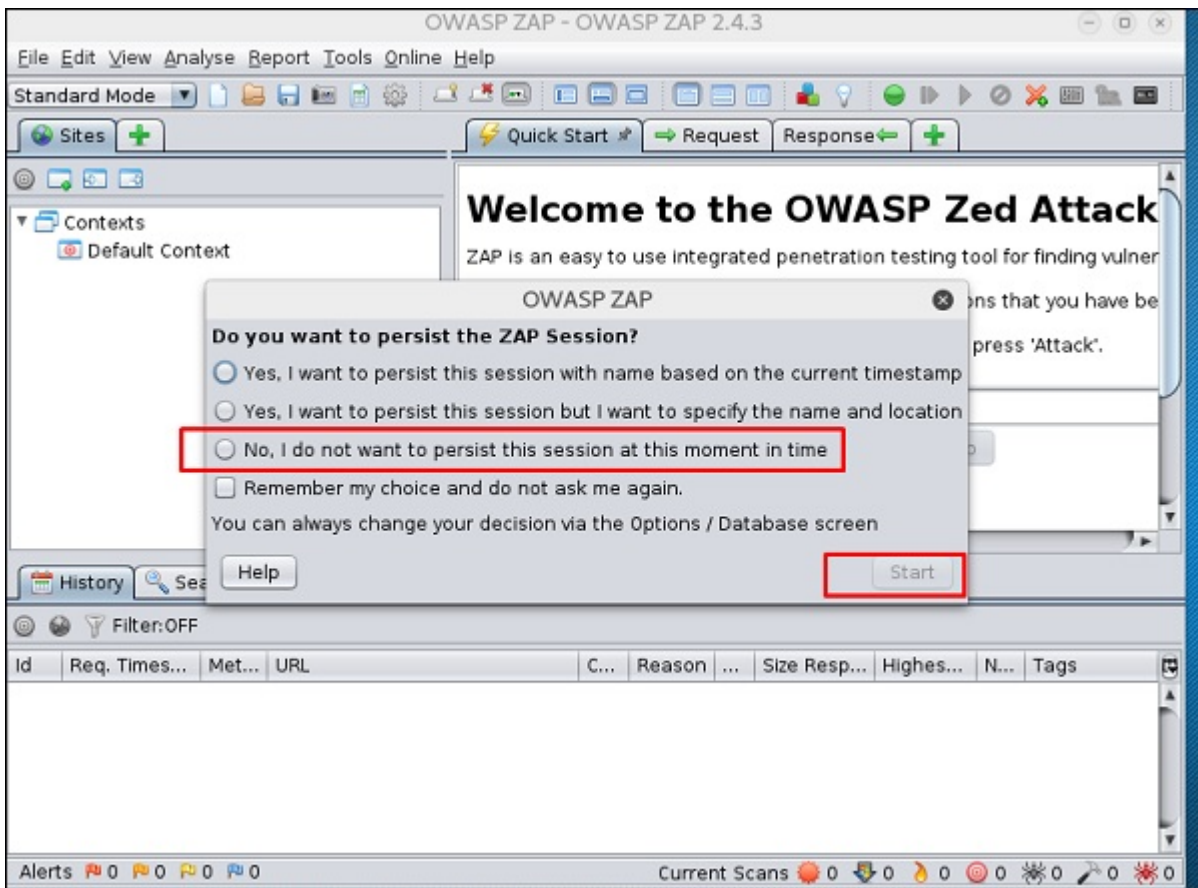 OWASP ZAP - OWASP ZAP 2.4.3
File Edit View Analyse Report Tools Online Help
Standard Mode
Sites
Quick Start Request Response
Contexts
Default Context
Welcome to the OWASP Zed Attack
ZAP is an easy to use integrated penetration testing tool for finding vulner
ons that you have be
press 'Attack'.
OWASP ZAP
Do you want to persist the ZAP Session?
Yes, I want to persist this session with name based on the current timestamp
Yes, I want to persist this session but I want to specify the name and location
No, I do not want to persist this session at this moment in time
Remember my choice and do not ask me again.
You can always change your decision via the Options / Database screen
Help Start
History Sea
Filter:OFF
Id Req. Times... Met... URL C... Reason ... Size Resp... Highes... N... Tags
Alerts 0 0 0 0 Current Scans 0 0 0 0 0 0 0